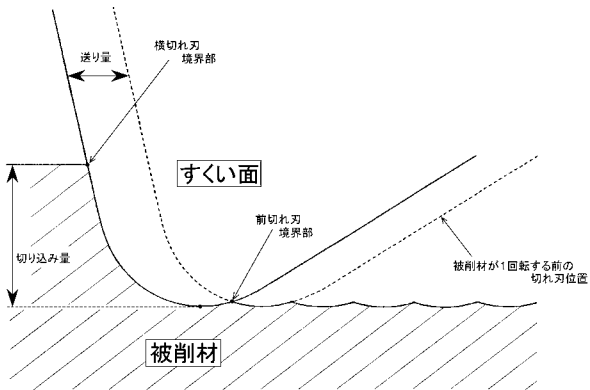 送り量
横切れ刃
境界部
すくい面
前切れ刃
境界部
切り込み量
被削材が1回転する前の
切れ刃位置
被削材